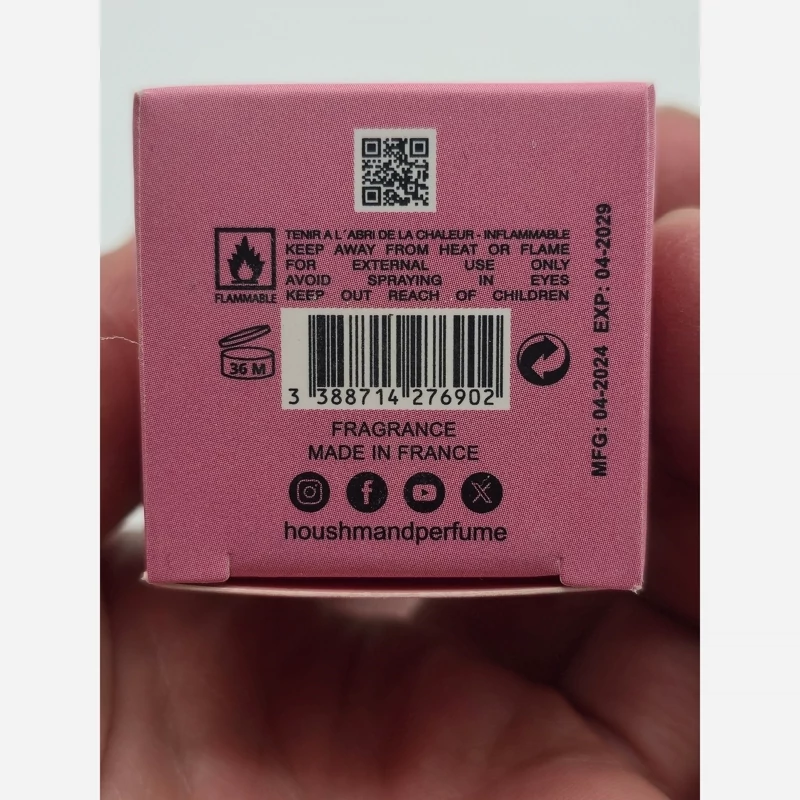 TENIR A L´ABRI DE LA CHALEUR - INFLAMMABLE
KEEP AWAY FROM HEAT OR FLAME
FOR EXTERNAL USE ONLY
AVOID SPRAYING IN EYES
KEEP OUT REACH OF CHILDREN
FLAMMABLE
36 M
3 388714 276902
FRAGRANCE
MADE IN FRANCE
houshmandperfume
MFG: 04-2024 EXP: 04-2029